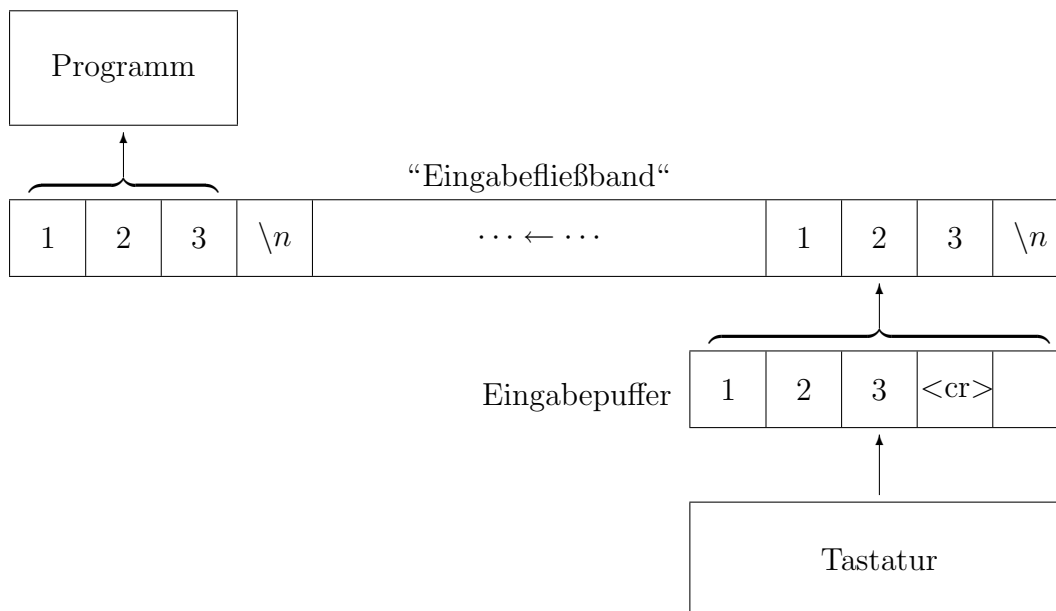 Programm
“Eingabefließband“
1 2 3 \n ··· ← ··· 1 2 3 \n
Eingabepuffer 1 2 3 <cr>
Tastatur